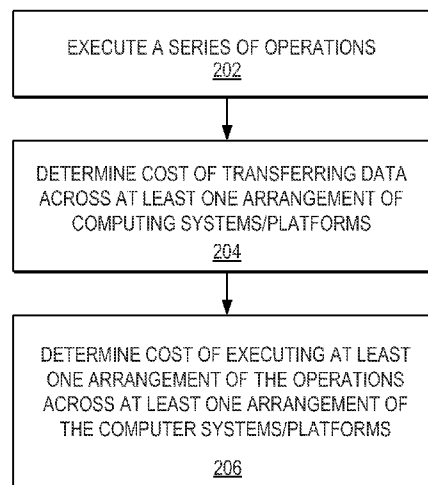 EXECUTE A SERIES OF OPERATIONS
202
DETERMINE COST OF TRANSFERRING DATA
ACROSS AT LEAST ONE ARRANGEMENT OF
COMPUTING SYSTEMS/PLATFORMS
204
DETERMINE COST OF EXECUTING AT LEAST
ONE ARRANGEMENT OF THE OPERATIONS
ACROSS AT LEAST ONE ARRANGEMENT OF
THE COMPUTER SYSTEMS/PLATFORMS
206